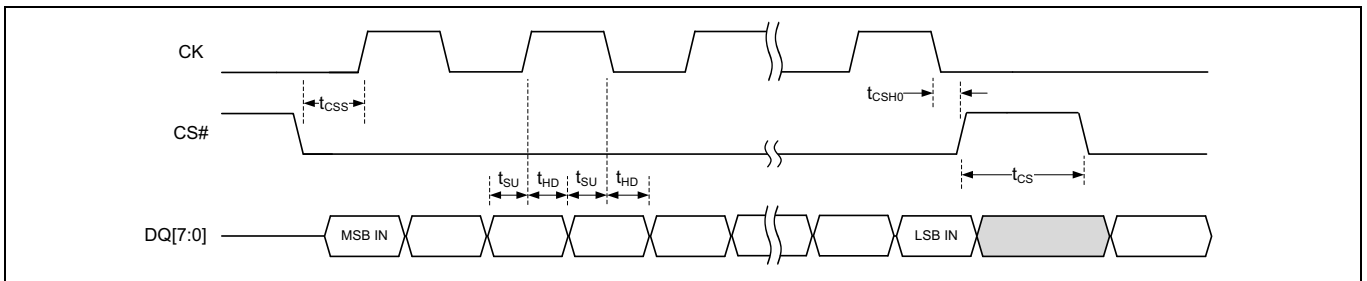 CK
tCSH0
tCSS
CS#
tSU tHD tSU tHD
tCS
DQ[7:0]
MSB IN
LSB IN